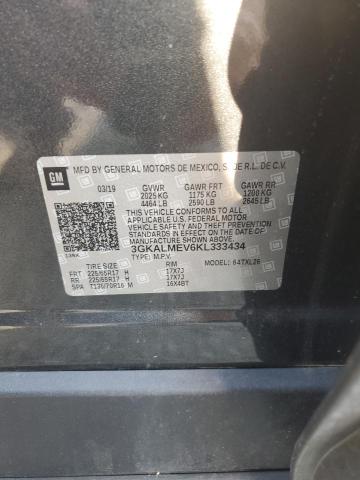 GM
MFD BY GENERAL MOTORS DE MEXICO, S. DE R.L. DE C.V.
03/19 GVWR GAWR FRT GAWR RR
2025 KG 1175 KG 1200 KG
4464 LB 2590 LB 2645 LB
THIS VEHICLE CONFORMS TO ALL
APPLICABLE U.S. FEDERAL MOTOR
VEHICLE SAFETY AND THEFT PREVENTION
STANDARDS IN EFFECT ON THE DATE OF
MANUFACTURE SHOWN ABOVE.
3GKALMEV6KL333434
TYPE: M.P.V. MODEL: 64TXL26
TIRE SIZE RIM
FRT 225/65R17 H 17X7J
RR 225/65R17 H 17X7J
SPA T135/70R16 M 16X4BT